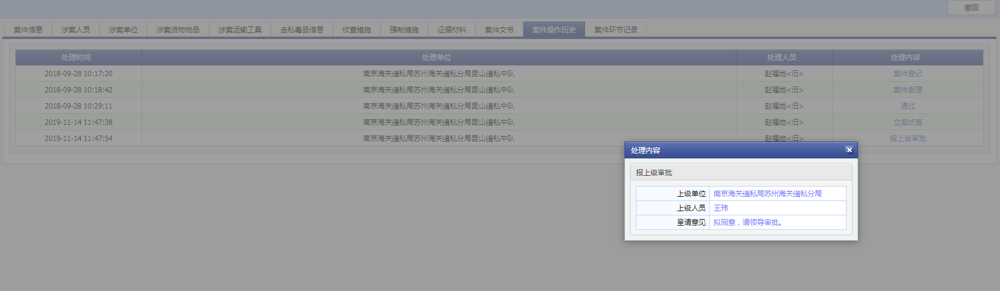 撤回
案件信息 涉案人员 涉案单位 涉案货物物品 涉案运输工具 走私毒品信息 侦查措施 强制措施 证据材料 案件文书 案件操作历史 案件环节记录
处理时间 处理单位 处理人员 处理内容
2018-09-28 10:17:20 南京海关缉私局苏州海关缉私分局昆山缉私中队 赵福地<旧> 案件登记
2018-09-28 10:18:42 南京海关缉私局苏州海关缉私分局昆山缉私中队 赵福地<旧> 案件受理
2018-09-28 10:29:11 南京海关缉私局苏州海关缉私分局昆山缉私中队 赵福地<旧> 通过
2019-11-14 11:47:38 南京海关缉私局苏州海关缉私分局昆山缉私中队 赵福地<旧> 立案侦查
2019-11-14 11:47:54 南京海关缉私局苏州海关缉私分局昆山缉私中队 赵福地<旧> 报上级审批
处理内容
报上级审批
上级单位 南京海关缉私局苏州海关缉私分局
上级人员 王玮
呈请意见 拟同意，请领导审批。